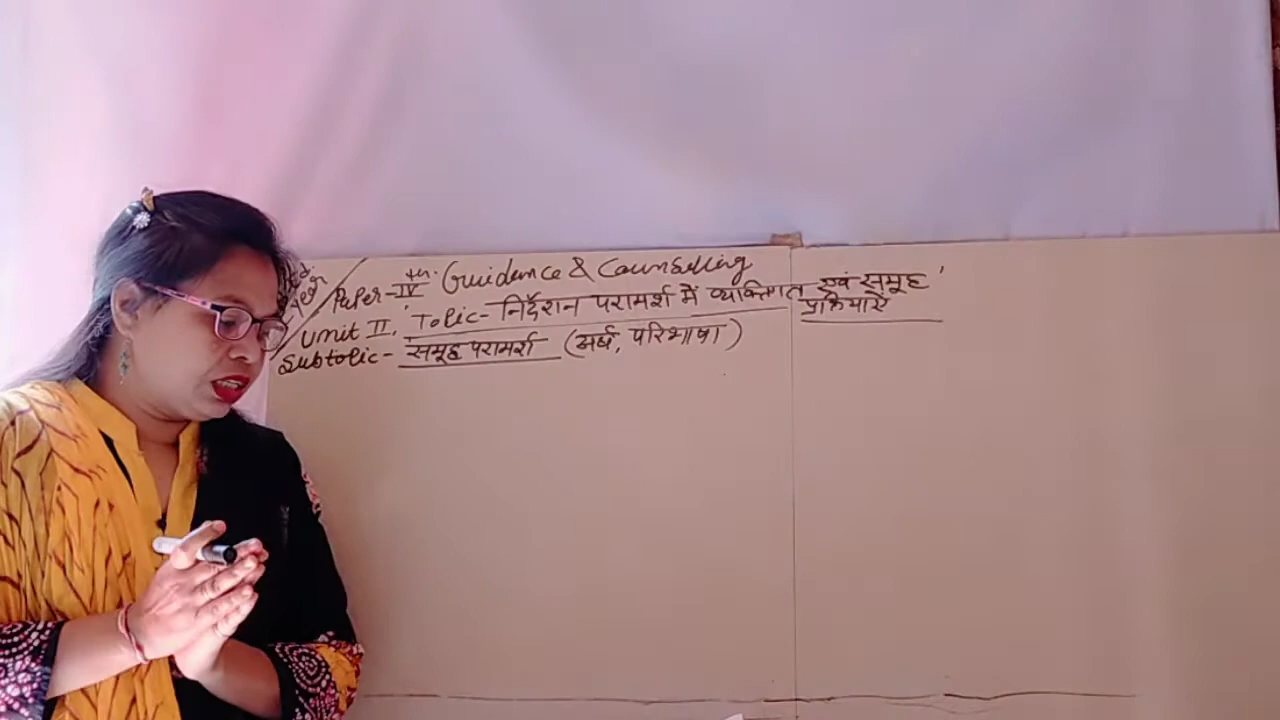 Paper-IVth. Guidence & Counselling
Unit II. Topic- निर्देशन परामर्श में व्यक्तिगत एवं समूह'
प्रक्रियाएं
Subtopic- समूह परामर्श (अर्थ, परिभाषा)